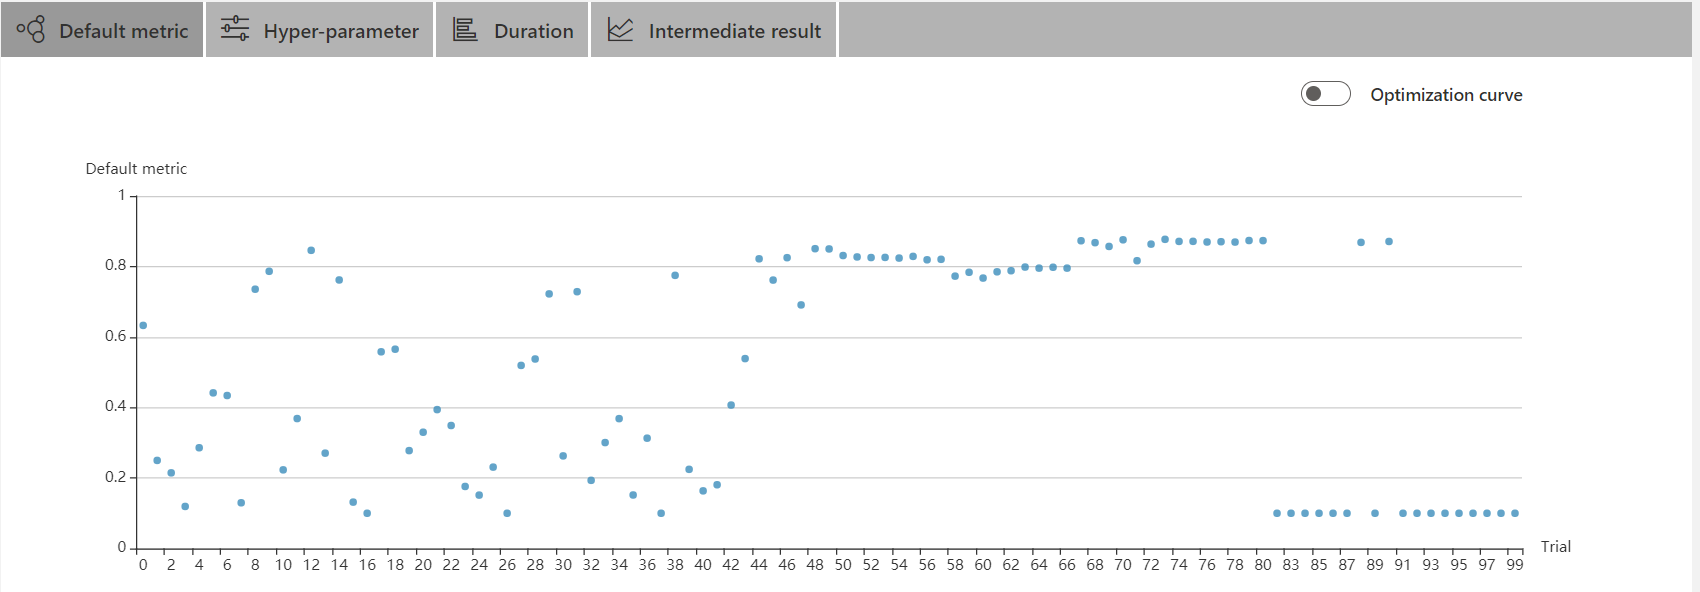 Default metric Hyper-parameter Duration Intermediate result
Optimization curve
Default metric
1
0.8
0.6
0.4
0.2
0
0 2 4 6 8 10 12 14 16 18 20 22 24 26 28 30 32 34 36 38 40 42 44 46 48 50 52 54 56 58 60 62 64 66 68 70 72 74 76 78 80 83 85 87 89 91 93 95 97 99 Trial